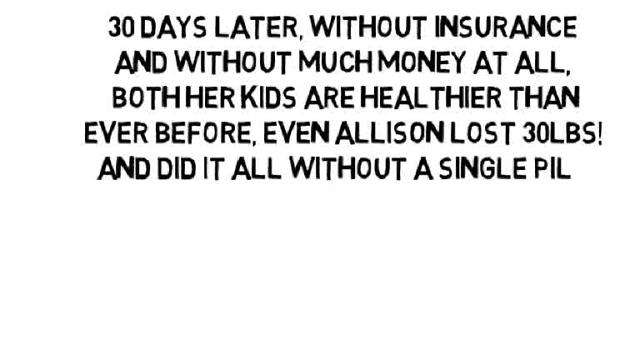 30 DAYS LATER, WITHOUT INSURANCE
AND WITHOUT MUCH MONEY AT ALL,
BOTH HER KIDS ARE HEALTHIER THAN
EVER BEFORE, EVEN ALLISON LOST 30LBS!
AND DID IT ALL WITHOUT A SINGLE PIL